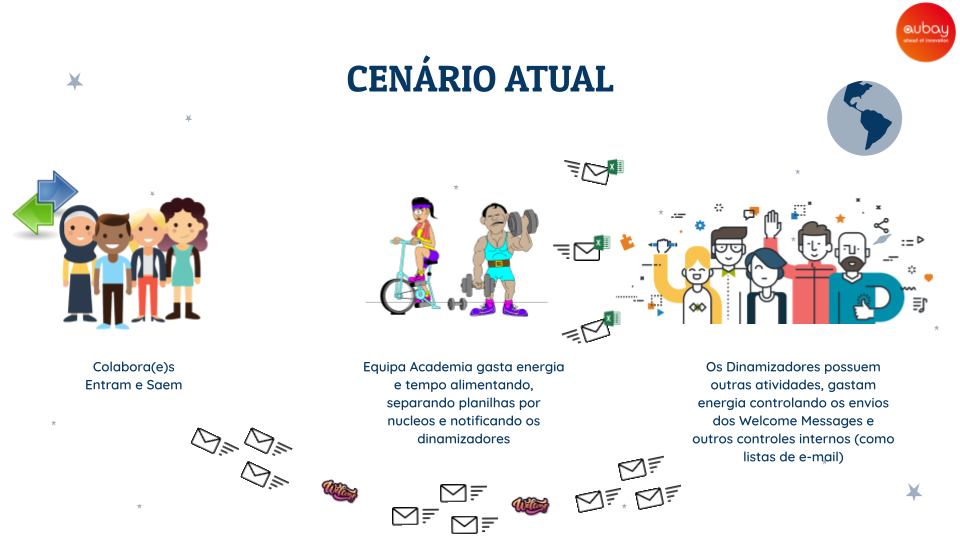 aubay
ahead of innovation
CENÁRIO ATUAL
Colabora(e)s
Entram e Saem
Equipa Academia gasta energia
e tempo alimentando,
separando planilhas por
nucleos e notificando os
dinamizadores
Os Dinamizadores possuem
outras atividades, gastam
energia controlando os envios
dos Welcome Messages e
outros controles internos (como
listas de e-mail)